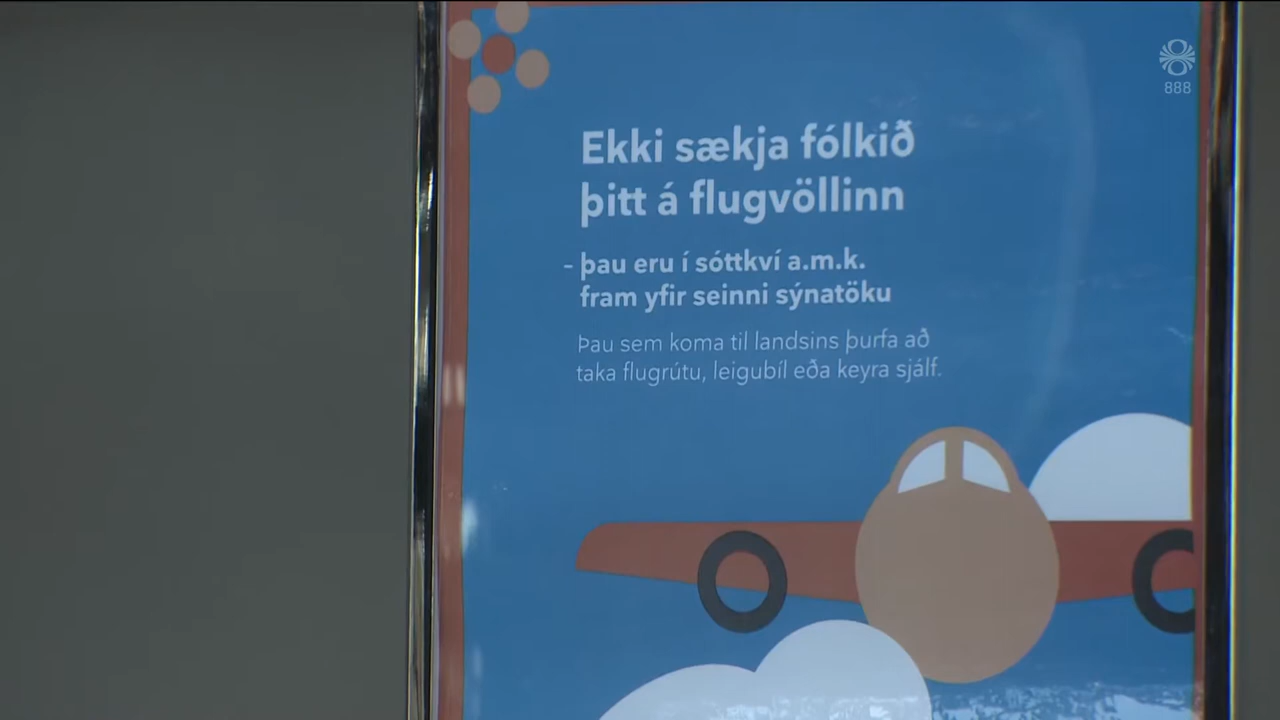 888
Ekki sækja fólkið
þitt á flugvöllinn
- þau eru í sóttkví a.m.k.
fram yfir seinni sýnatöku
Þau sem koma til landsins þurfa að
taka flugrútu, leigubíl eða keyra sjálf.